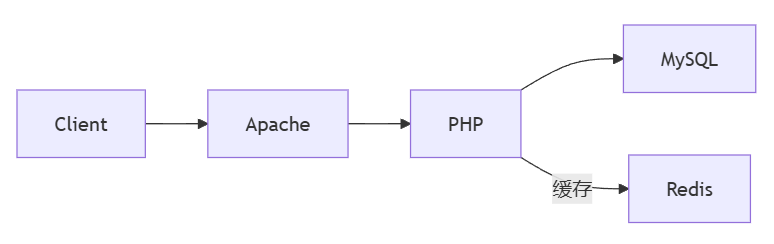 Client
Apache
PHP
MySQL
缓存
Redis